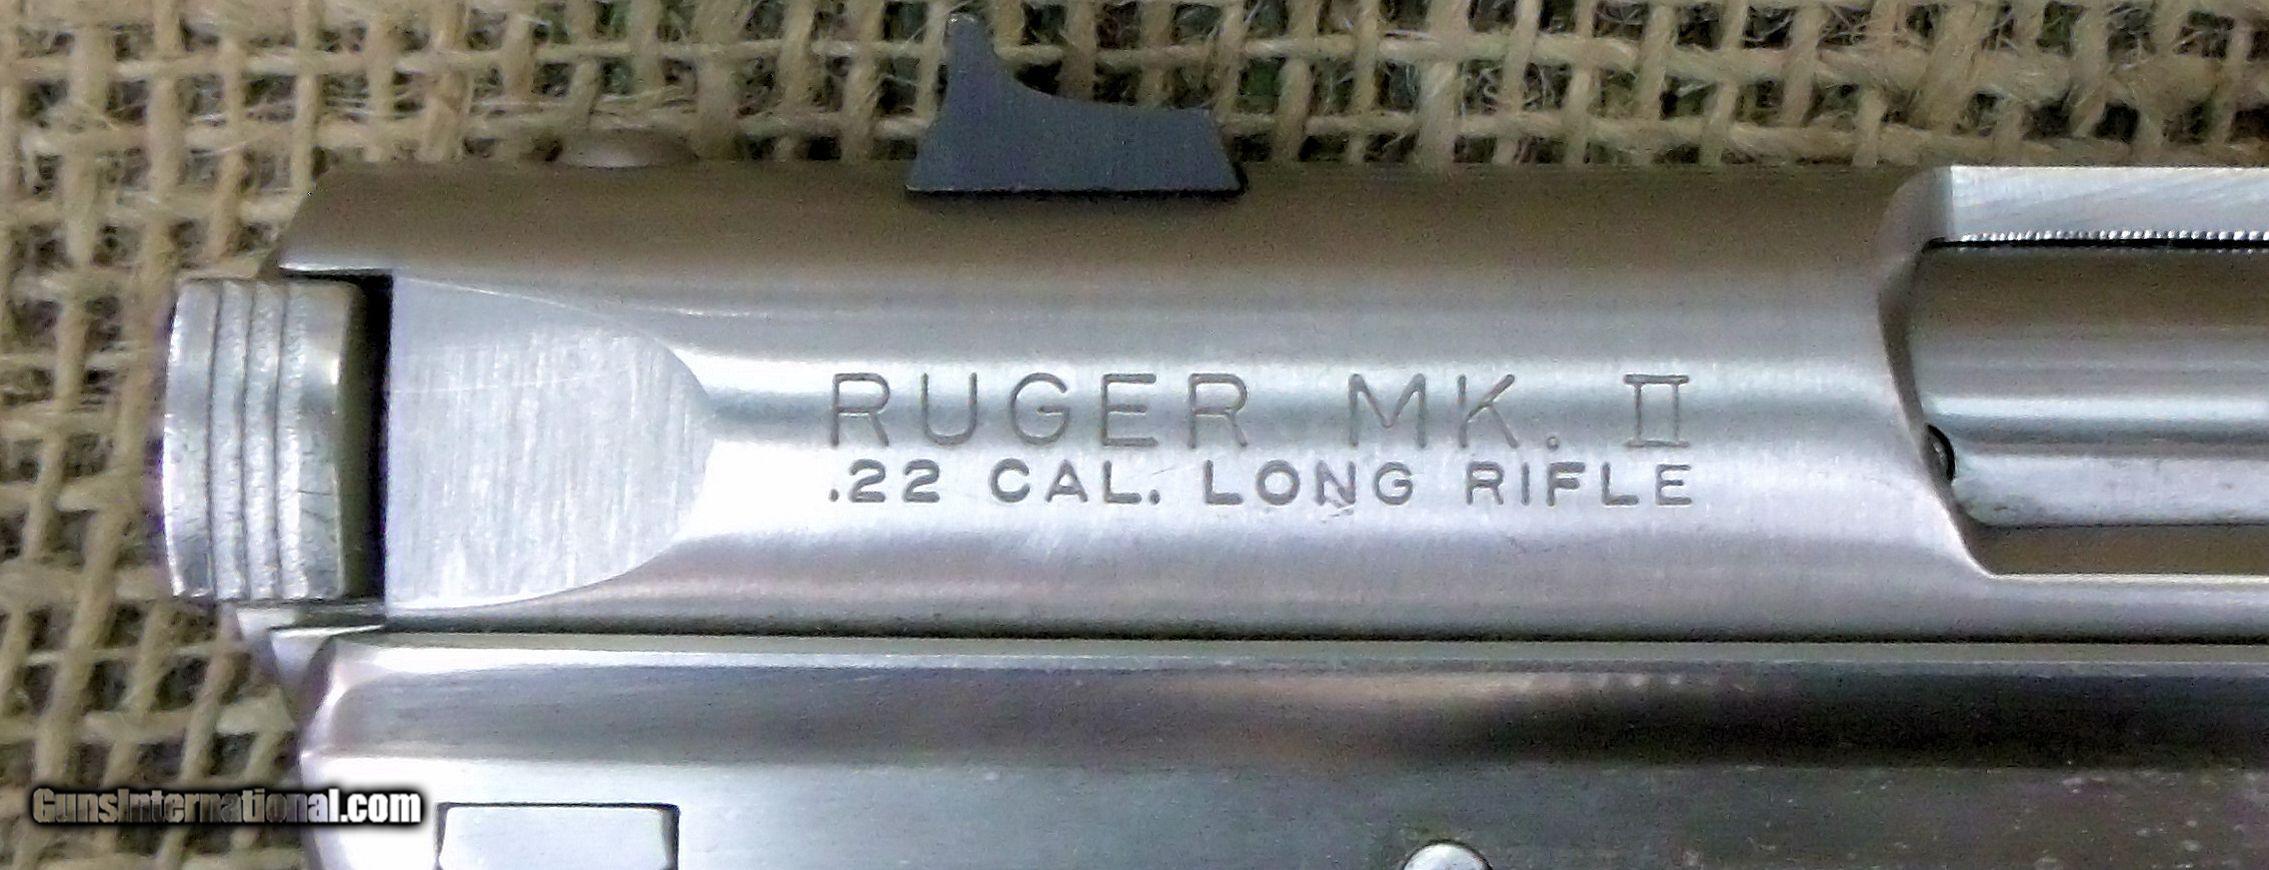 RUGER MK. II
.22 CAL. LONG RIFLE
GunsInternational.com